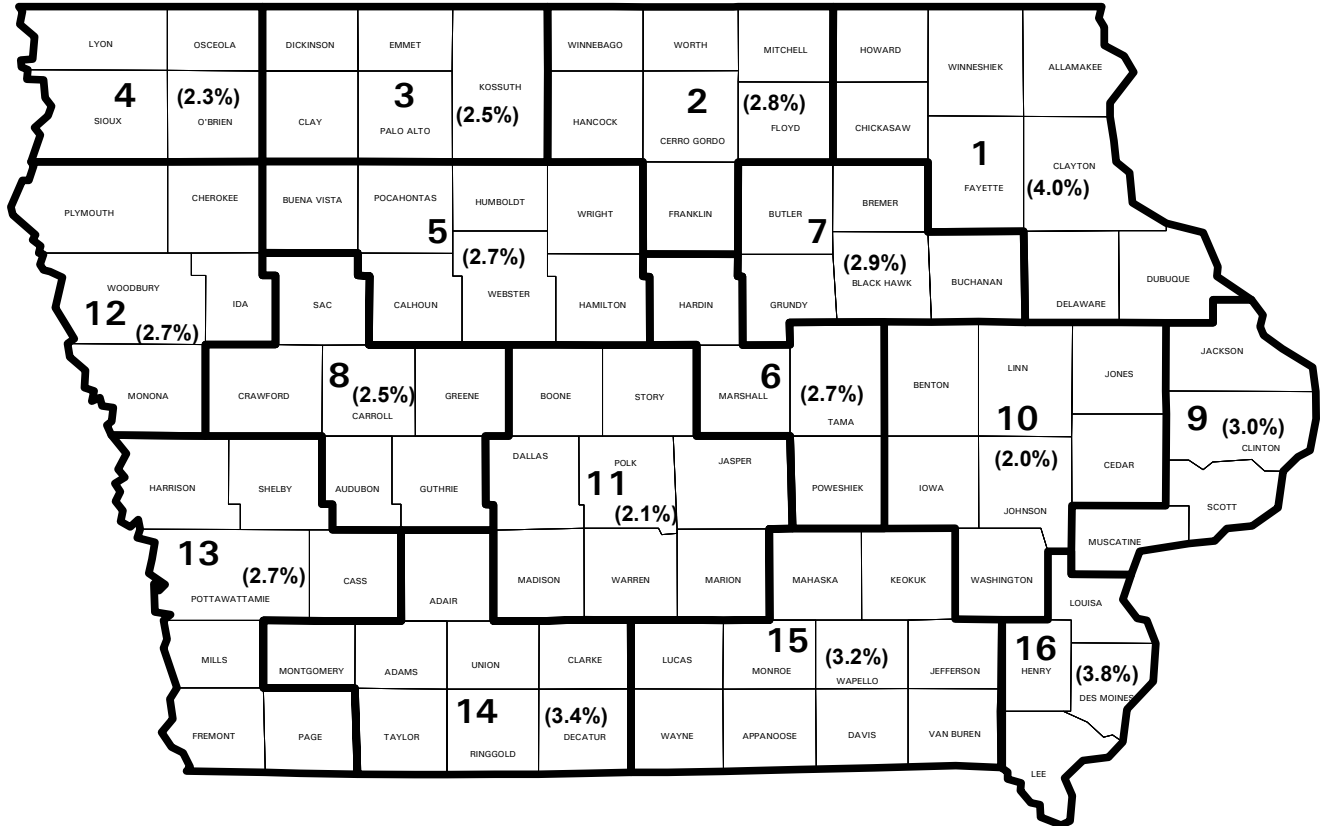 LYON
OSCEOLA
DICKINSON
EMMET
KOSSUTH
WINNEBAGO
WORTH
MITCHELL
HOWARD
WINNESHIEK
ALLAMAKEE
4
(2.3%)
SIOUX
O'BRIEN
CLAY
3
PALO ALTO
(2.5%)
HANCOCK
2
CERRO GORDO
(2.8%)
FLOYD
CHICKASAW
1
FAYETTE
CLAYTON
(4.0%)
PLYMOUTH
CHEROKEE
BUENA VISTA
POCAHONTAS
HUMBOLDT
WRIGHT
FRANKLIN
BUTLER
BREMER
5
7
(2.7%)
(2.9%)
WOODBURY
12
(2.7%)
IDA
SAC
CALHOUN
WEBSTER
HAMILTON
HARDIN
GRUNDY
BLACK HAWK
BUCHANAN
DELAWARE
DUBUQUE
MONONA
CRAWFORD
8
(2.5%)
CARROLL
GREENE
BOONE
STORY
6
MARSHALL
(2.7%)
TAMA
BENTON
LINN
10
JONES
JACKSON
9
(3.0%)
CLINTON
HARRISON
SHELBY
AUDUBON
GUTHRIE
DALLAS
POLK
11
(2.1%)
JASPER
POWESHIEK
IOWA
(2.0%)
JOHNSON
CEDAR
SCOTT
MUSCATINE
13
(2.7%)
POTTAWATTAMIE
CASS
ADAIR
MADISON
WARREN
MARION
MAHASKA
KEOKUK
WASHINGTON
LOUISA
MILLS
MONTGOMERY
ADAMS
UNION
CLARKE
LUCAS
15
MONROE
(3.2%)
WAPELLO
JEFFERSON
16
HENRY
(3.8%)
DES MOINES
FREMONT
PAGE
TAYLOR
14
RINGGOLD
(3.4%)
DECATUR
WAYNE
APPANOOSE
DAVIS
VAN BUREN
LEE